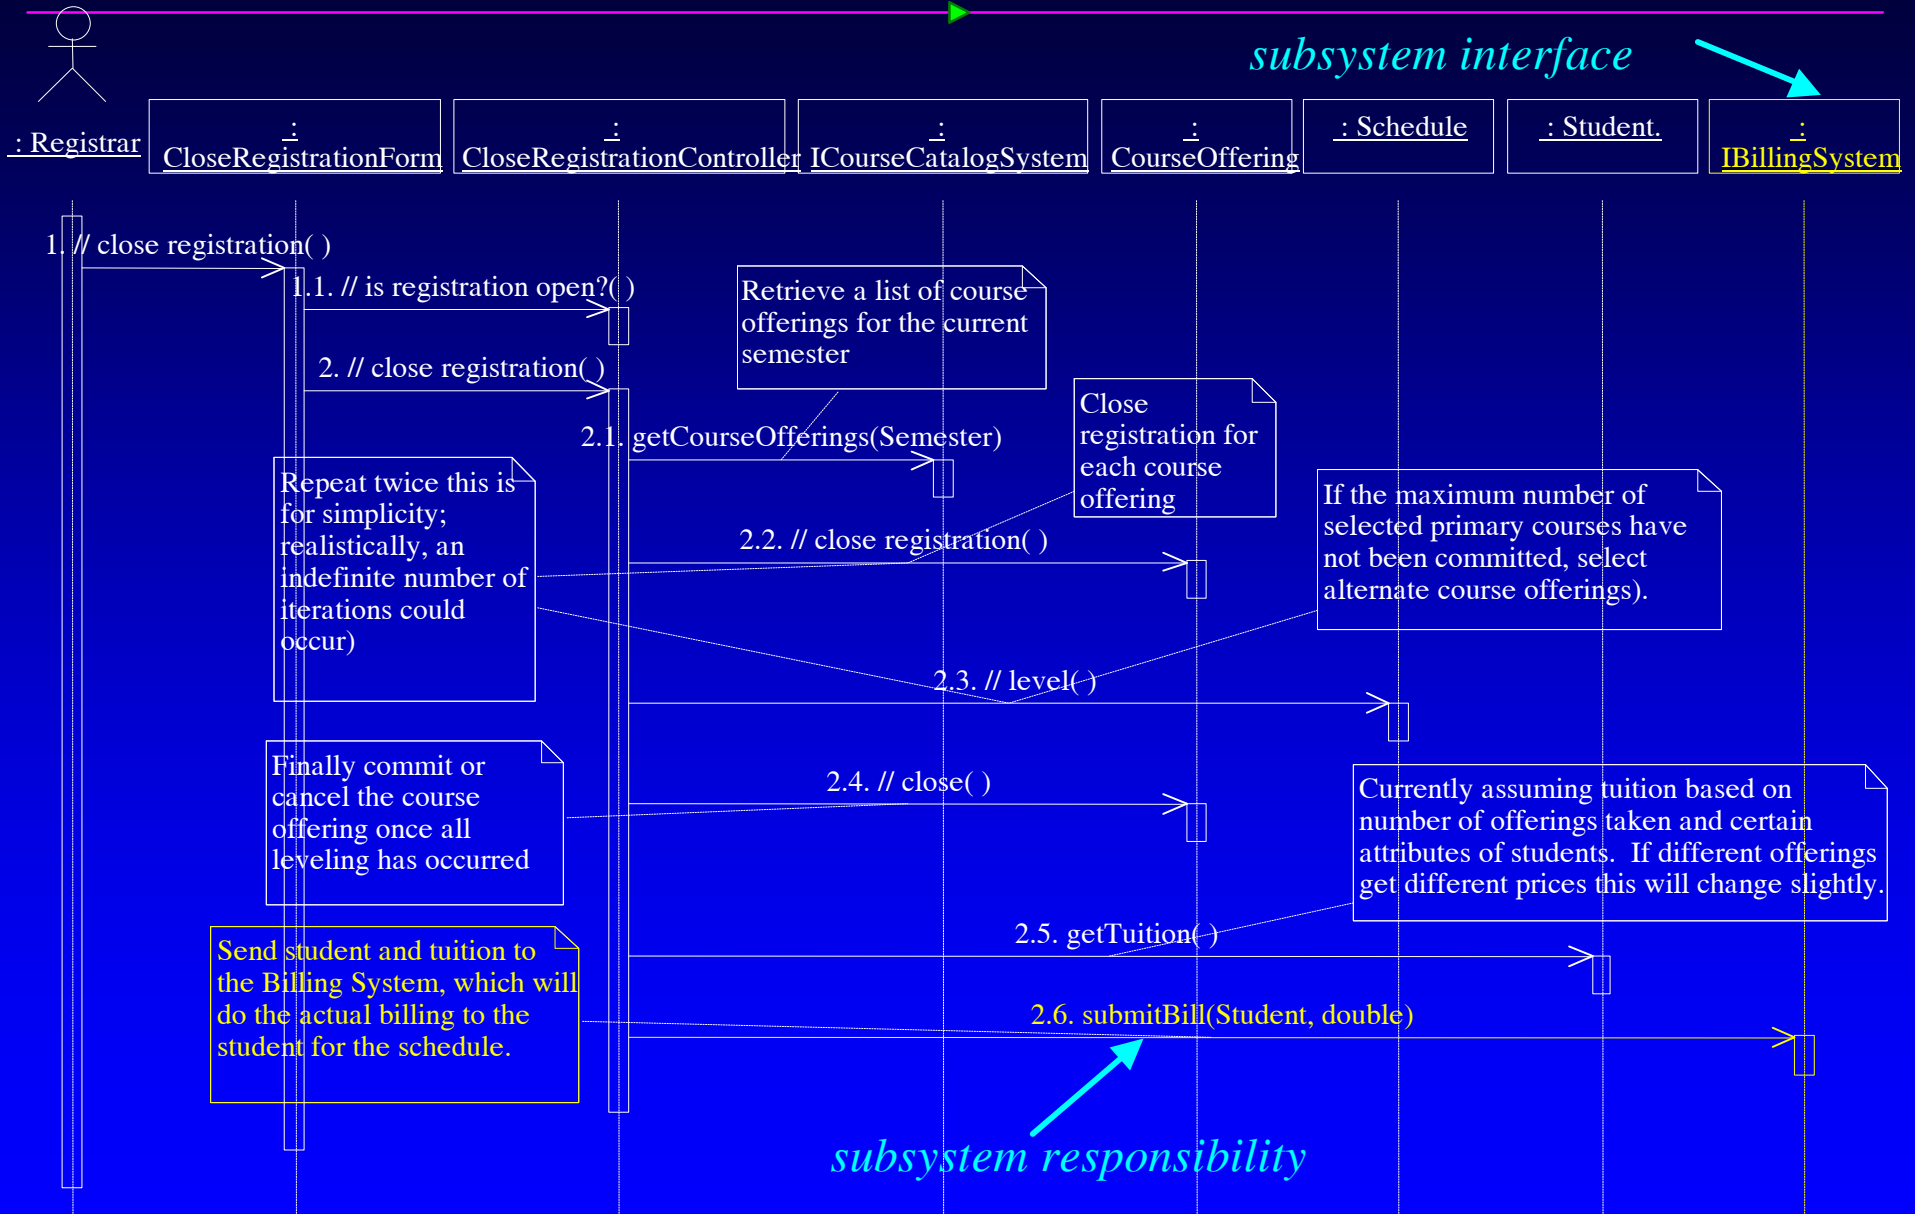 subsystem interface
: Registrar
:
CloseRegistrationForm
:
CloseRegistrationController
:
ICourseCatalogSystem
:
CourseOffering
: Schedule
: Student.
:
IBillingSystem
1. // close registration( )
1.1. // is registration open?( )
Retrieve a list of course
offerings for the current
semester
2. // close registration( )
Close
registration for
each course
offering
2.1. getCourseOfferings(Semester)
Repeat twice this is
for simplicity;
realistically, an
indefinite number of
iterations could
occur)
If the maximum number of
selected primary courses have
not been committed, select
alternate course offerings).
2.2. // close registration( )
2.3. // level( )
Finally commit or
cancel the course
offering once all
leveling has occurred
2.4. // close( )
Currently assuming tuition based on
number of offerings taken and certain
attributes of students.  If different offerings
get different prices this will change slightly.
2.5. getTuition( )
Send student and tuition to
the Billing System, which will
do the actual billing to the
student for the schedule.
2.6. submitBill(Student, double)
subsystem responsibility